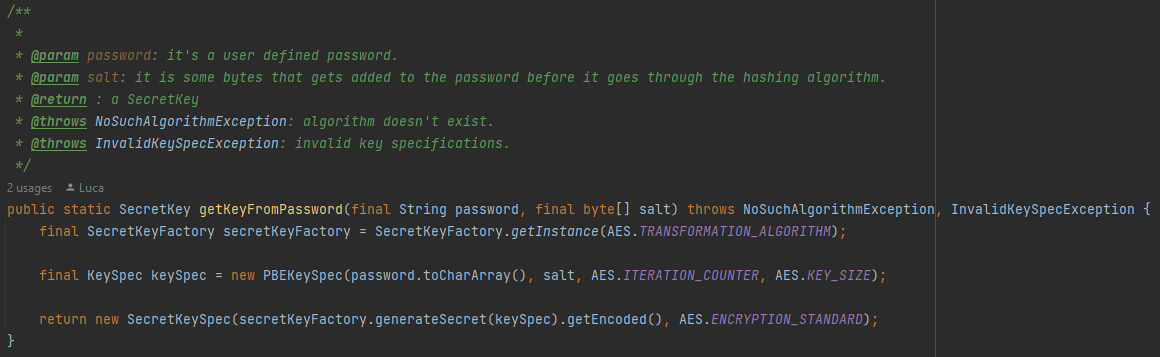 /**
 *
 * @param password: it's a user defined password.
 * @param salt: it is some bytes that gets added to the password before it goes through the hashing algorithm.
 * @return : a SecretKey
 * @throws NoSuchAlgorithmException: algorithm doesn't exist.
 * @throws InvalidKeySpecException: invalid key specifications.
 */
2 usages Luca
public static SecretKey getKeyFromPassword(final String password, final byte[] salt) throws NoSuchAlgorithmException, InvalidKeySpecException {
    final SecretKeyFactory secretKeyFactory = SecretKeyFactory.getInstance(AES.TRANSFORMATION_ALGORITHM);
    final KeySpec keySpec = new PBEKeySpec(password.toCharArray(), salt, AES.ITERATION_COUNTER, AES.KEY_SIZE);
    return new SecretKeySpec(secretKeyFactory.generateSecret(keySpec).getEncoded(), AES.ENCRYPTION_STANDARD);
}